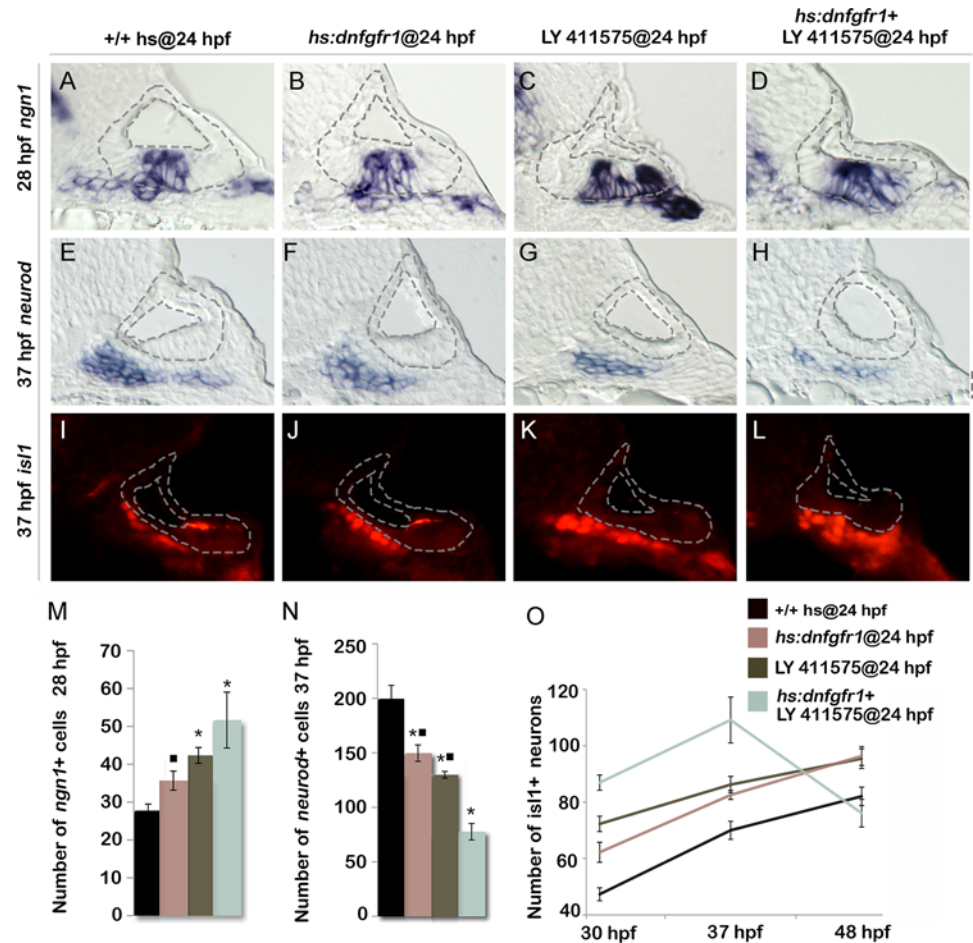 +/+ hs@24 hpf
hs:dnfgfr1@24 hpf
LY 411575@24 hpf
hs:dnfgfr1+
LY 411575@24 hpf
28 hpf ngn1
A
B
C
D
37 hpf neurod
E
F
G
H
37 hpf isl1
I
J
K
L
M
Number of ngn1+ cells 28 hpf
70
60
50
40
30
20
10
0
■
*
*
N
Number of neurod+ cells 37 hpf
250
200
150
100
50
0
*■
*■
*
O
+/+ hs@24 hpf
hs:dnfgfr1@24 hpf
LY 411575@24 hpf
hs:dnfgfr1+
LY 411575@24 hpf
Number of isl1+ neurons
120
100
80
60
40
30 hpf
37 hpf
48 hpf